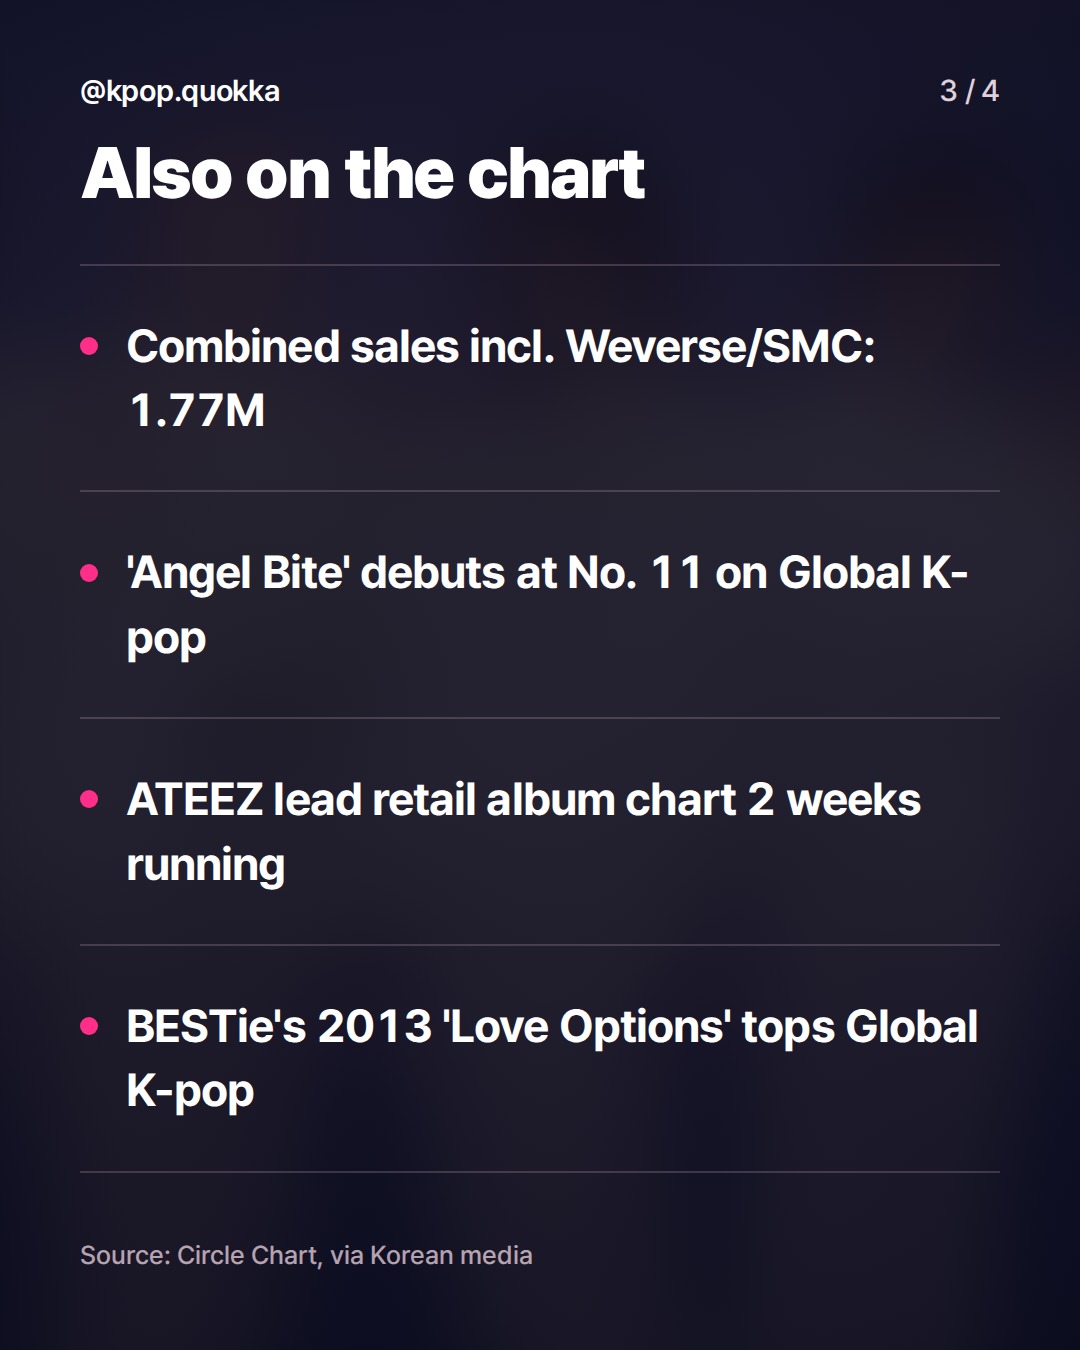 @kpop.quokka
3 / 4
Also on the chart
Combined sales incl. Weverse/SMC:
1.77M
'Angel Bite' debuts at No. 11 on Global K-
pop
ATEEZ lead retail album chart 2 weeks
running
BESTie's 2013 'Love Options' tops Global
K-pop
Source: Circle Chart, via Korean media